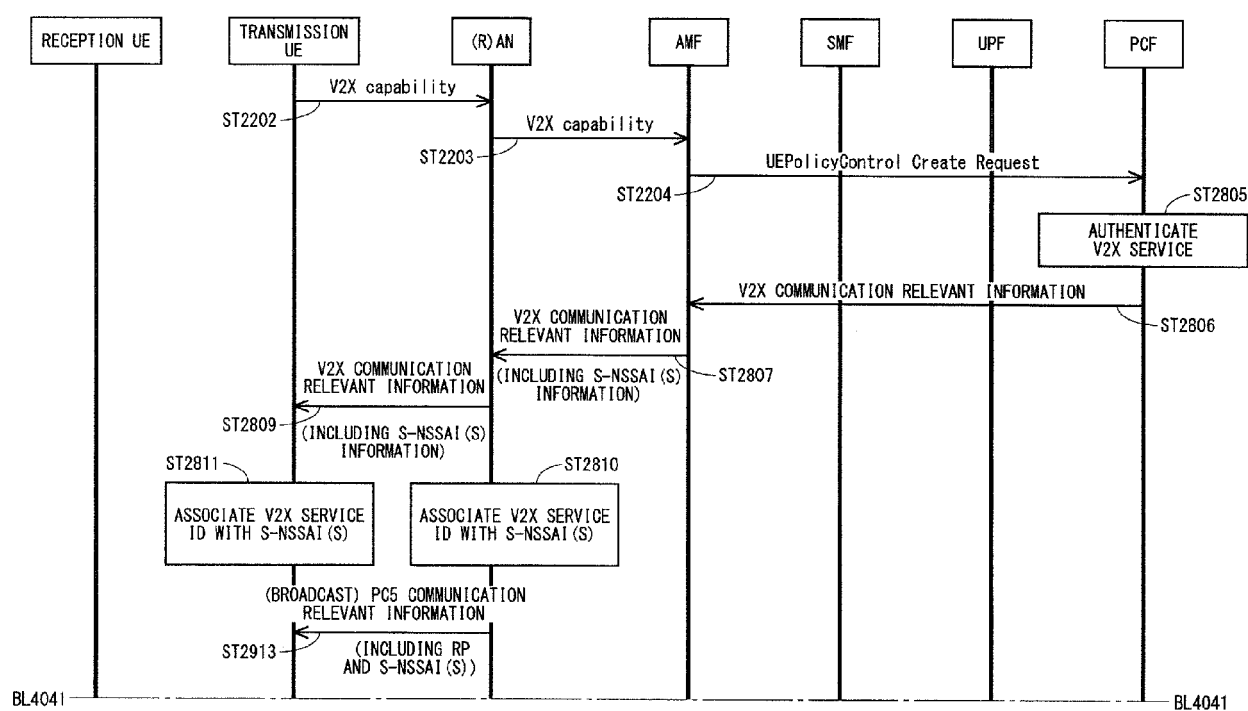 RECEPTION UE
TRANSMISSION
UE
(R)AN
AMF
SMF
UPF
PCF
V2X capability
ST2202
V2X capability
ST2203
UEPolicyControl Create Request
ST2204
ST2805
AUTHENTICATE
V2X SERVICE
V2X COMMUNICATION RELEVANT INFORMATION
ST2806
V2X COMMUNICATION
RELEVANT INFORMATION
ST2807
(INCLUDING S-NSSAI(S)
INFORMATION)
V2X COMMUNICATION
RELEVANT INFORMATION
ST2809
(INCLUDING S-NSSAI(S)
INFORMATION)
ST2811
ASSOCIATE V2X SERVICE
ID WITH S-NSSAI(S)
ST2810
ASSOCIATE V2X SERVICE
ID WITH S-NSSAI(S)
(BROADCAST) PC5 COMMUNICATION
RELEVANT INFORMATION
ST2913
(INCLUDING RP
AND S-NSSAI(S))
BL4041
BL4041